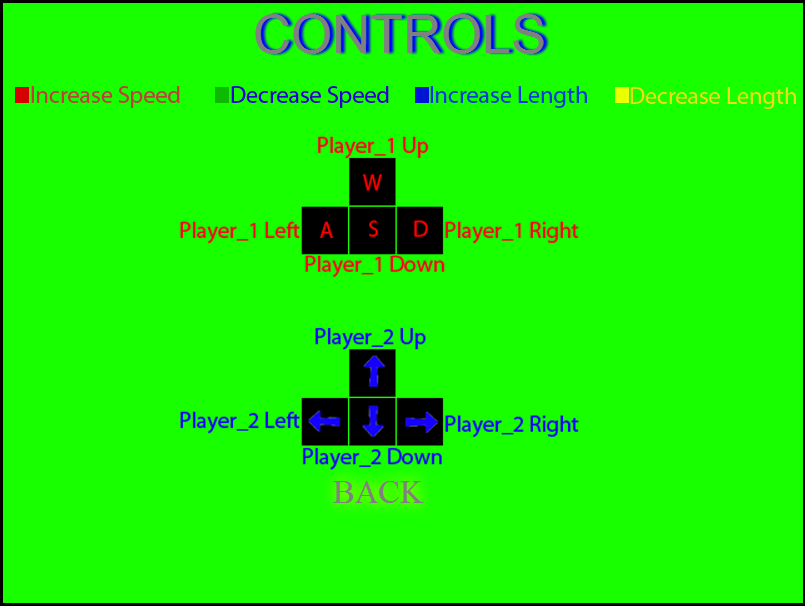 CONTROLS
Increase Speed Decrease Speed Increase Length Decrease Length
Player_1 Up
W
Player_1 Left A S D Player_1 Right
Player_1 Down
Player_2 Up
Player_2 Left Player_2 Right
Player_2 Down
BACK